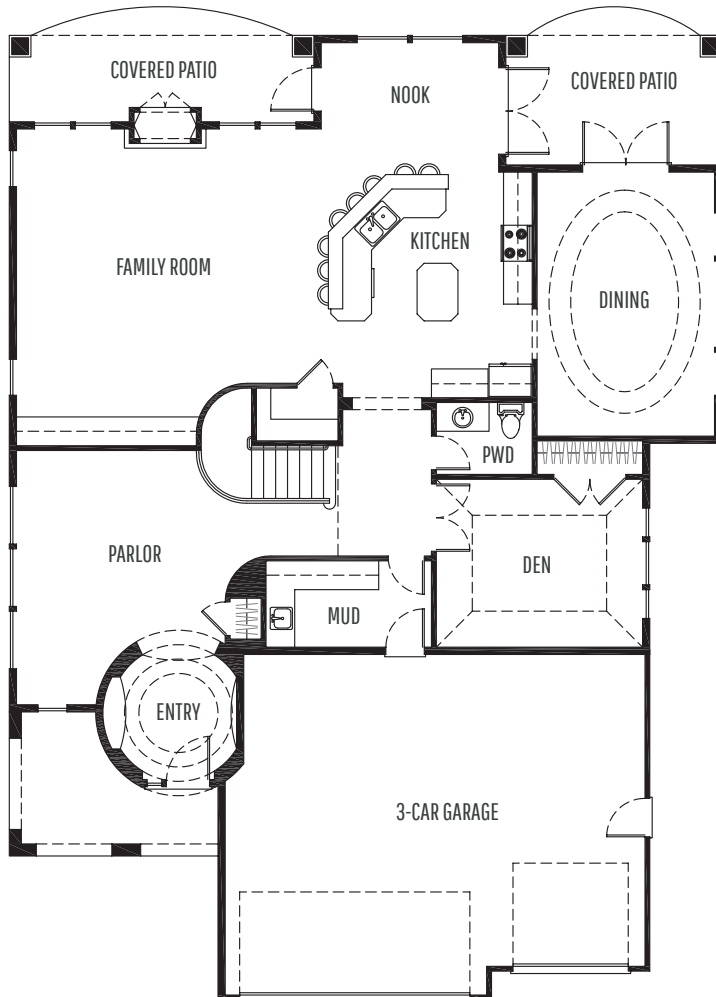 COVERED PATIO
NOOK
COVERED PATIO
KITCHEN
FAMILY ROOM
DINING
PWD
PARLOR
DEN
MUD
ENTRY
3-CAR GARAGE